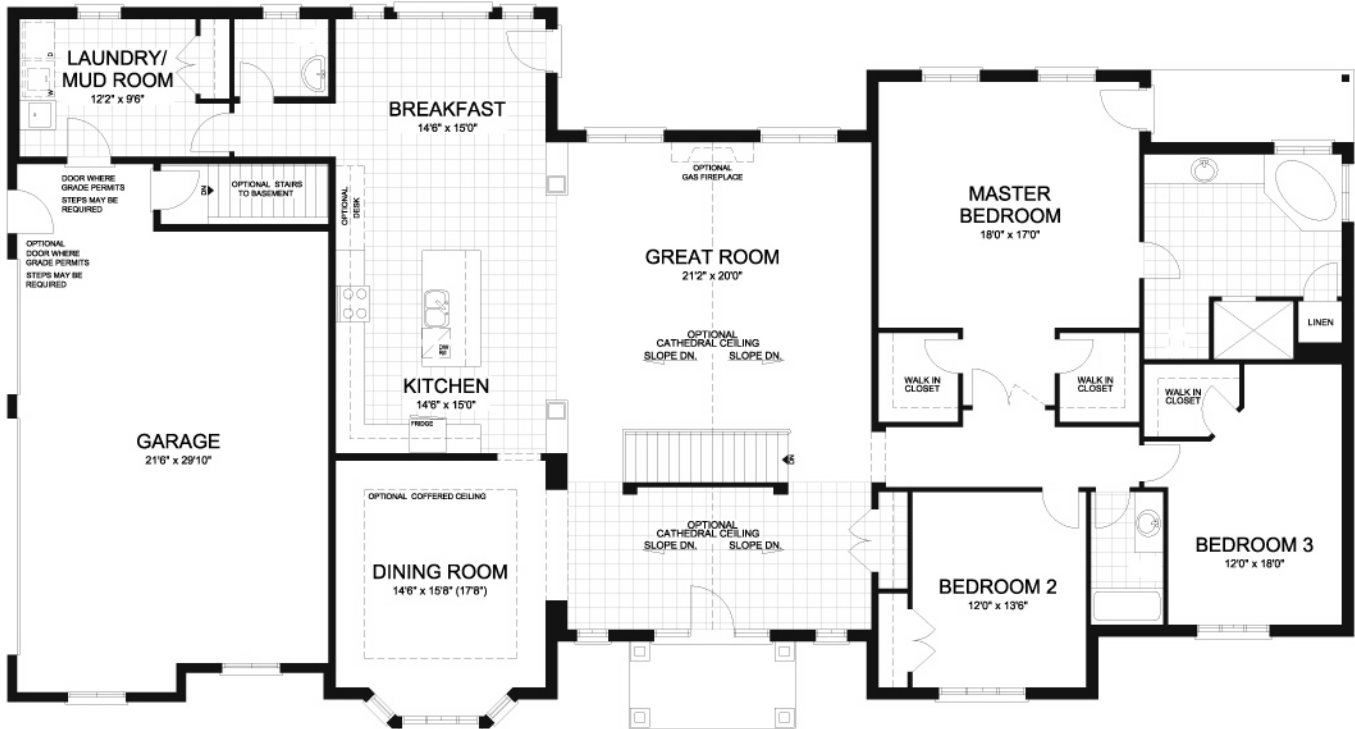 LAUNDRY/
MUD ROOM
12'2" x 9'6"
D
W
BREAKFAST
14'6" x 15'0"
DOOR WHERE
GRADE PERMITS
STEPS MAY BE
REQUIRED
DN
OPTIONAL STAIRS
TO BASEMENT
OPTIONAL
DESK
OPTIONAL
DOOR WHERE
GRADE PERMITS
STEPS MAY BE
REQUIRED
OPTIONAL
GAS FIREPLACE
GREAT ROOM
21'2" x 20'0"
MASTER
BEDROOM
18'0" x 17'0"
LINEN
OPTIONAL
CATHEDRAL CEILING
SLOPE DN. SLOPE DN.
DW
KITCHEN
14'6" x 15'0"
FRIDGE
WALK IN
CLOSET
WALK IN
CLOSET
WALK IN
CLOSET
GARAGE
21'6" x 29'10"
DN
OPTIONAL COFFERED CEILING
OPTIONAL
CATHEDRAL CEILING
SLOPE DN. SLOPE DN.
DINING ROOM
14'6" x 15'8" (17'8")
BEDROOM 2
12'0" x 13'6"
BEDROOM 3
12'0" x 18'0"